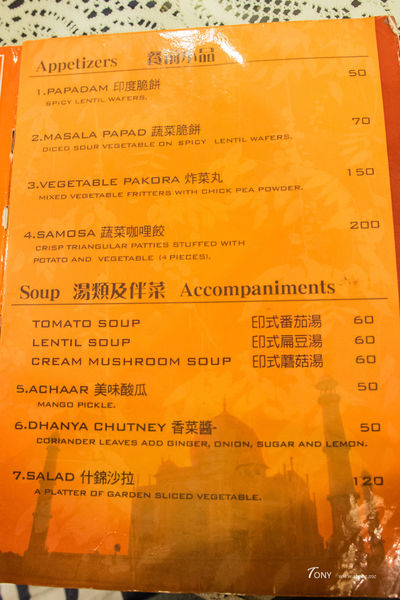 Appetizers 餐前小品
1.PAPADAM 印度脆餅 50
SPICY LENTIL WAFERS.
2.MASALA PAPAD 蔬菜脆餅 70
DICED SOUR VEGETABLE ON SPICY LENTIL WAFERS.
3.VEGETABLE PAKORA 炸菜丸 150
MIXED VEGETABLE FRITTERS WITH CHICK PEA POWDER.
4.SAMOSA 蔬菜咖哩餃 200
CRISP TRIANGULAR PATTIES STUFFED WITH
POTATO AND VEGETABLE (4 PIECES).
Soup 湯類及伴菜 Accompaniments
TOMATO SOUP 印式番茄湯 60
LENTIL SOUP 印式扁豆湯 60
CREAM MUSHROOM SOUP 印式蘑菇湯 60
5.ACHAAR 美味酸瓜 50
MANGO PICKLE.
6.DHANYA CHUTNEY 香菜醬- 50
CORIANDER LEAVES ADD GINGER, ONION, SUGAR AND LEMON.
7.SALAD 什錦沙拉 120
A PLATTER OF GARDEN SLICED VEGETABLE.
TONY